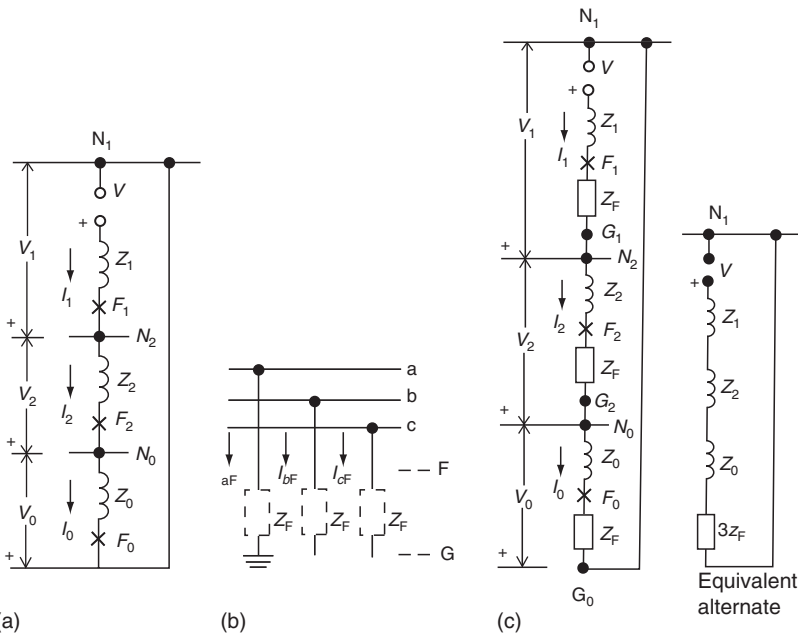 N1
V
+
V1
I1
Z1
F1
+
N2
V2
I2
Z2
F2
+
N0
V0
I0
Z0
F0
+
(a)
a
b
c
aF
IbF
IcF
F
ZF
ZF
ZF
G
(b)
N1
V
+
V1
I1
Z1
F1
ZF
G1
+
N2
V2
I2
Z2
F2
ZF
G2
+
N0
V0
I0
Z0
F0
ZF
+
G0
(c)
N1
V
+
Z1
Z2
Z0
3zF
Equivalent
alternate